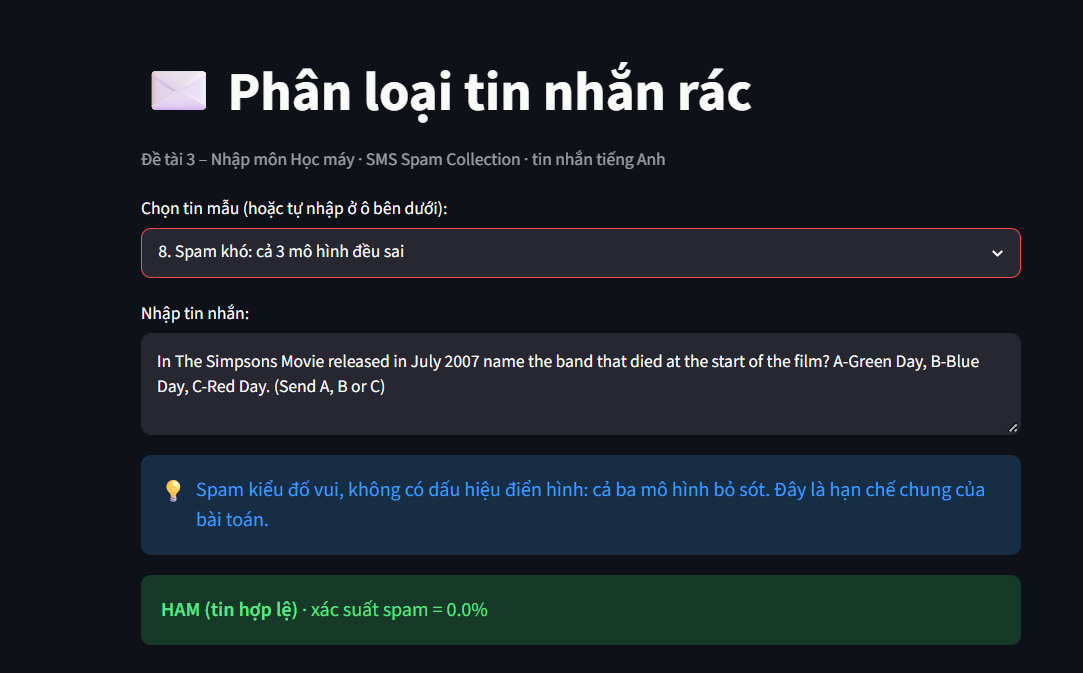 Phân loại tin nhắn rác
Đề tài 3 – Nhập môn Học máy · SMS Spam Collection · tin nhắn tiếng Anh
Chọn tin mẫu (hoặc tự nhập ở ô bên dưới):
8. Spam khó: cả 3 mô hình đều sai
Nhập tin nhắn:
In The Simpsons Movie released in July 2007 name the band that died at the start of the film? A-Green Day, B-Blue
Day, C-Red Day. (Send A, B or C)
Spam kiểu đố vui, không có dấu hiệu điển hình: cả ba mô hình bỏ sót. Đây là hạn chế chung của
bài toán.
HAM (tin hợp lệ) · xác suất spam = 0.0%